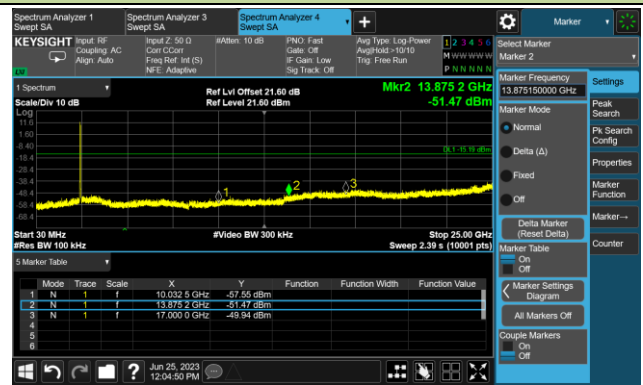 Spectrum Analyzer 1
Swept SA
Spectrum Analyzer 3
Swept SA
Spectrum Analyzer 4
Swept SA
Marker
KEYSIGHT
Input: RF
Coupling: AC
Align: Auto
Input Z: 50 Ω
Corr CCorr
Freq Ref: Int (S)
NFE: Adaptive
#Atten: 10 dB
PNO: Fast
Gate: Off
IF Gain: Low
Sig Track: Off
Avg Type: Log-Power
Avg|Hold:>10/10
Trig: Free Run
1 2 3 4 5 6
M W W W W W
P N N N N N
LW
1 Spectrum
Scale/Div 10 dB
Log
Ref Lvl Offset 21.60 dB
Ref Level 21.60 dBm
Mkr2 13.875 2 GHz
-51.47 dBm
11.6
1.60
-8.40
-18.4
-28.4
-38.4
-48.4
-58.4
-68.4
DL1 -15.19 dBm
1
2
3
Start 30 MHz
#Res BW 100 kHz
#Video BW 300 kHz
Stop 25.00 GHz
Sweep 2.39 s (10001 pts)
5 Marker Table
Mode Trace Scale X Y Function Function Width Function Value
1 N 1 f 10.032 5 GHz -57.55 dBm
2 N 1 f 13.875 2 GHz -51.47 dBm
3 N 1 f 17.000 0 GHz -49.94 dBm
4
5
6
Select Marker
Marker 2
Marker Frequency
13.875150000 GHz
Marker Mode
Normal
Delta (Δ)
Fixed
Off
Delta Marker
(Reset Delta)
Marker Table
On
Off
Marker Settings
Diagram
All Markers Off
Couple Markers
On
Off
Settings
Peak
Search
Pk Search
Config
Properties
Marker
Function
Marker→
Counter
Jun 25, 2023
12:04:50 PM